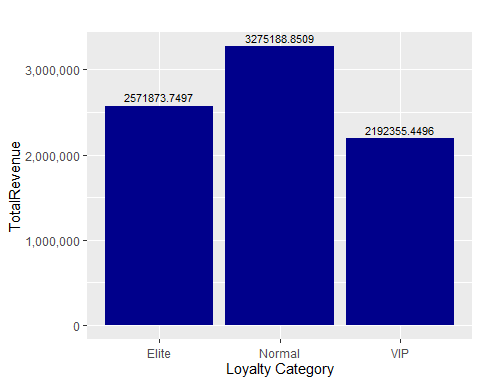 3275188.8509
2571873.7497
2192355.4496
3,000,000
2,000,000
1,000,000
0
TotalRevenue
Elite Normal VIP
Loyalty Category